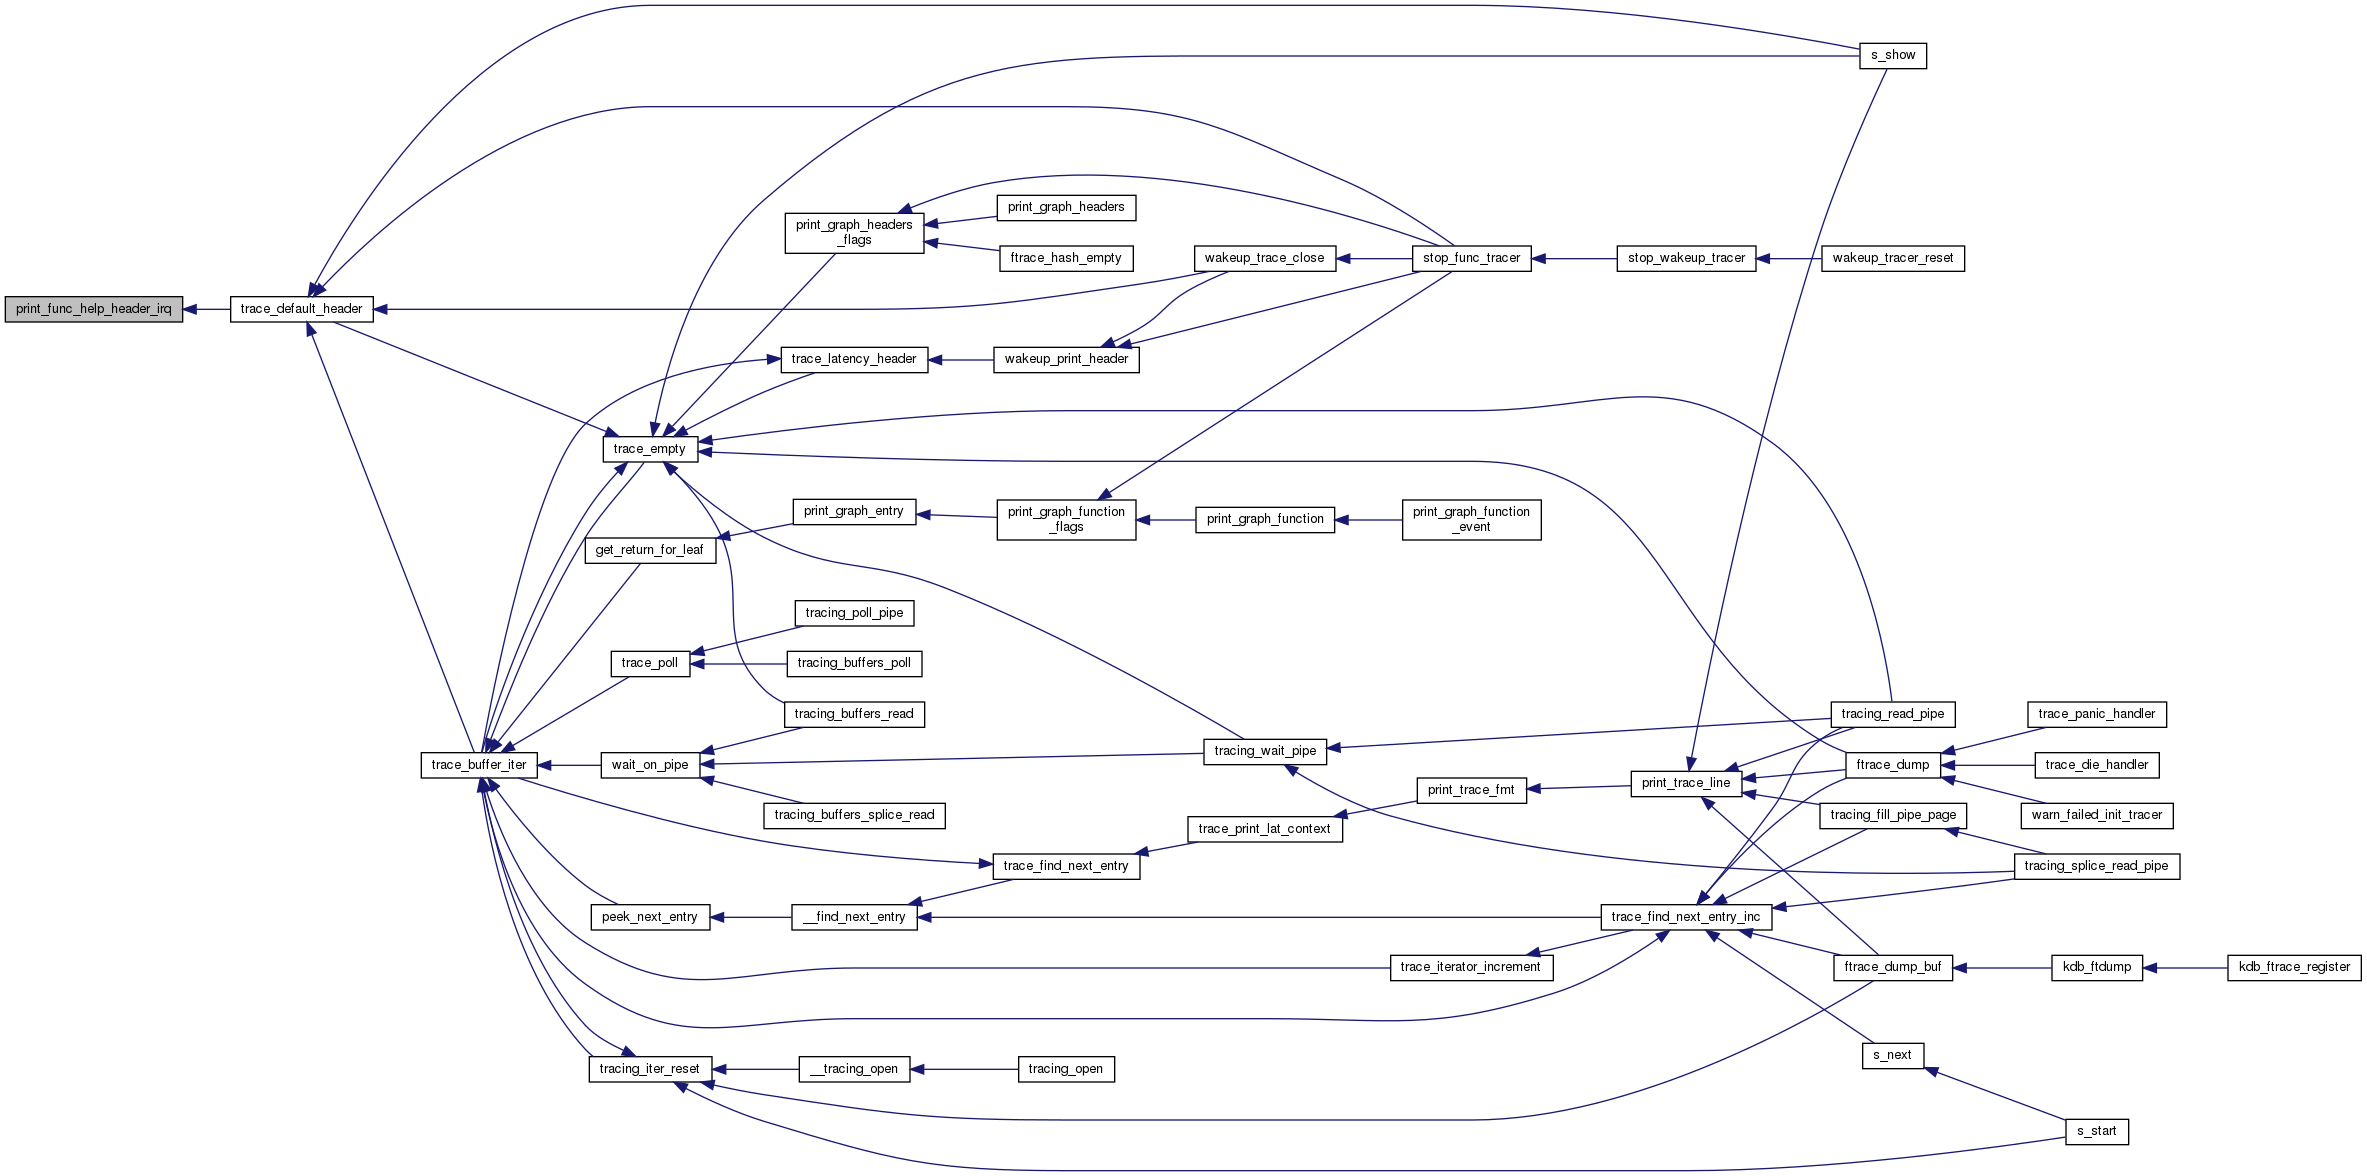 s_show
print_graph_headers
print_graph_headers
_flags
ftrace_hash_empty
wakeup_trace_close
stop_func_tracer
stop_wakeup_tracer
wakeup_tracer_reset
print_func_help_header_irq
trace_default_header
trace_latency_header
wakeup_print_header
trace_empty
print_graph_entry
print_graph_function
_flags
print_graph_function
print_graph_function
_event
get_return_for_leaf
tracing_poll_pipe
trace_poll
tracing_buffers_poll
tracing_buffers_read
tracing_read_pipe
trace_panic_handler
trace_buffer_iter
wait_on_pipe
tracing_wait_pipe
ftrace_dump
trace_die_handler
print_trace_line
print_trace_fmt
tracing_buffers_splice_read
tracing_fill_pipe_page
warn_failed_init_tracer
trace_print_lat_context
trace_find_next_entry
tracing_splice_read_pipe
peek_next_entry
__find_next_entry
trace_find_next_entry_inc
trace_iterator_increment
ftrace_dump_buf
kdb_ftdump
kdb_ftrace_register
s_next
tracing_iter_reset
__tracing_open
tracing_open
s_start